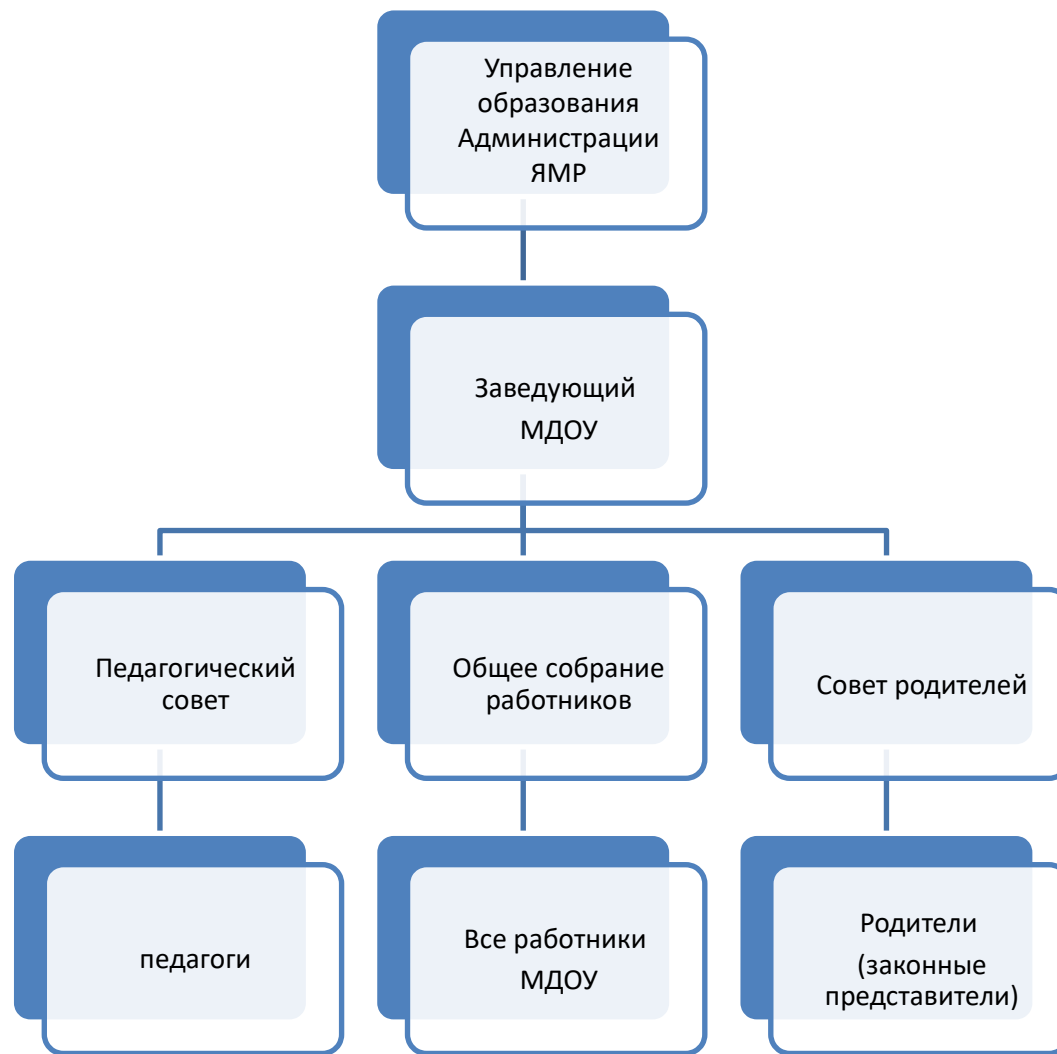 Управление
образования
Администрации
ЯМР
Заведующий
МДОУ
Педагогический
совет
Общее собрание
работников
Совет родителей
педагоги
Все работники
МДОУ
Родители
(законные
представители)